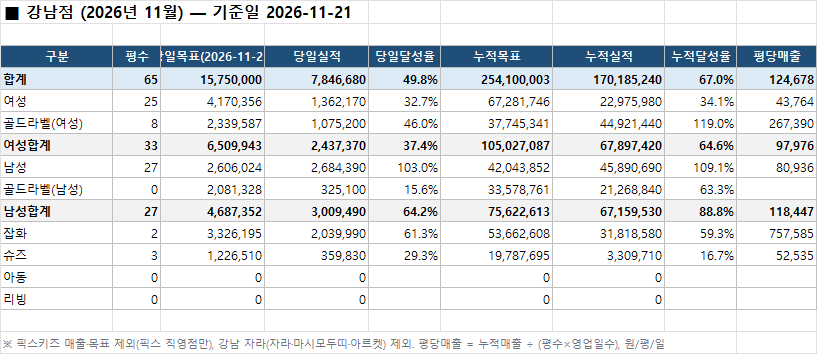 ■ 강남점 (2026년 11월) — 기준일 2026-11-21
구분 평수 당일목표(2026-11-2 당일실적 당일달성율 누적목표 누적실적 누적달성율 평당매출
합계 65 15,750,000 7,846,680 49.8% 254,100,003 170,185,240 67.0% 124,678
여성 25 4,170,356 1,362,170 32.7% 67,281,746 22,975,980 34.1% 43,764
골드라벨(여성) 8 2,339,587 1,075,200 46.0% 37,745,341 44,921,440 119.0% 267,390
여성합계 33 6,509,943 2,437,370 37.4% 105,027,087 67,897,420 64.6% 97,976
남성 27 2,606,024 2,684,390 103.0% 42,043,852 45,890,690 109.1% 80,936
골드라벨(남성) 0 2,081,328 325,100 15.6% 33,578,761 21,268,840 63.3%
남성합계 27 4,687,352 3,009,490 64.2% 75,622,613 67,159,530 88.8% 118,447
잡화 2 3,326,195 2,039,990 61.3% 53,662,608 31,818,580 59.3% 757,585
슈즈 3 1,226,510 359,830 29.3% 19,787,695 3,309,710 16.7% 52,535
아동 0 0 0 0
리빙 0 0 0 0
※ 픽스키즈 매출·목표 제외(픽스 직영점만), 강남 자라(자라·마시모두띠·아르켓) 제외. 평당매출 = 누적매출 ÷ (평수×영업일수), 원/평/일